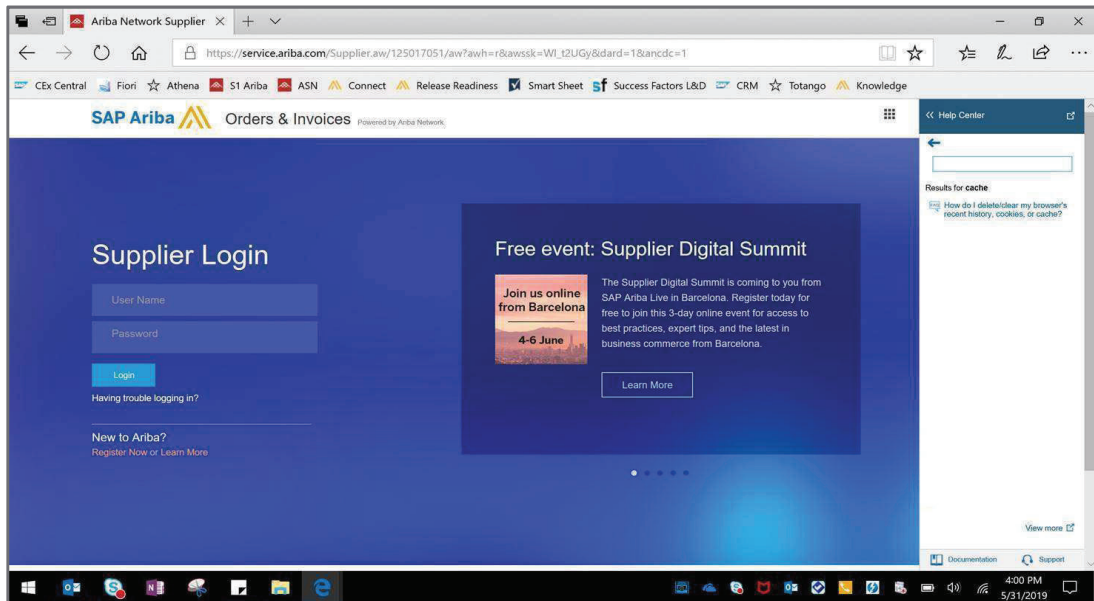 Ariba Network Supplier
https://service.ariba.com/Supplier.aw/125017051/aw?awh=r&awssk=WI_t2UGy&dard=1&ancdc=1
CEx Central Fiori Athena S1 Ariba ASN Connect Release Readiness Smart Sheet Success Factors L&D CRM Totango Knowledge
SAP Ariba Orders & Invoices Powered by Ariba Network
<< Help Center
Results for cache
How do I delete/clear my browser's
recent history, cookies, or cache?
Supplier Login
User Name
Password
Login
Having trouble logging in?
New to Ariba?
Register Now or Learn More
Free event: Supplier Digital Summit
Join us online
from Barcelona
4-6 June
The Supplier Digital Summit is coming to you from
SAP Ariba Live in Barcelona. Register today for
free to join this 3-day online event for access to
best practices, expert tips, and the latest in
business commerce from Barcelona.
Learn More
View more
Documentation Support
4:00 PM
5/31/2019